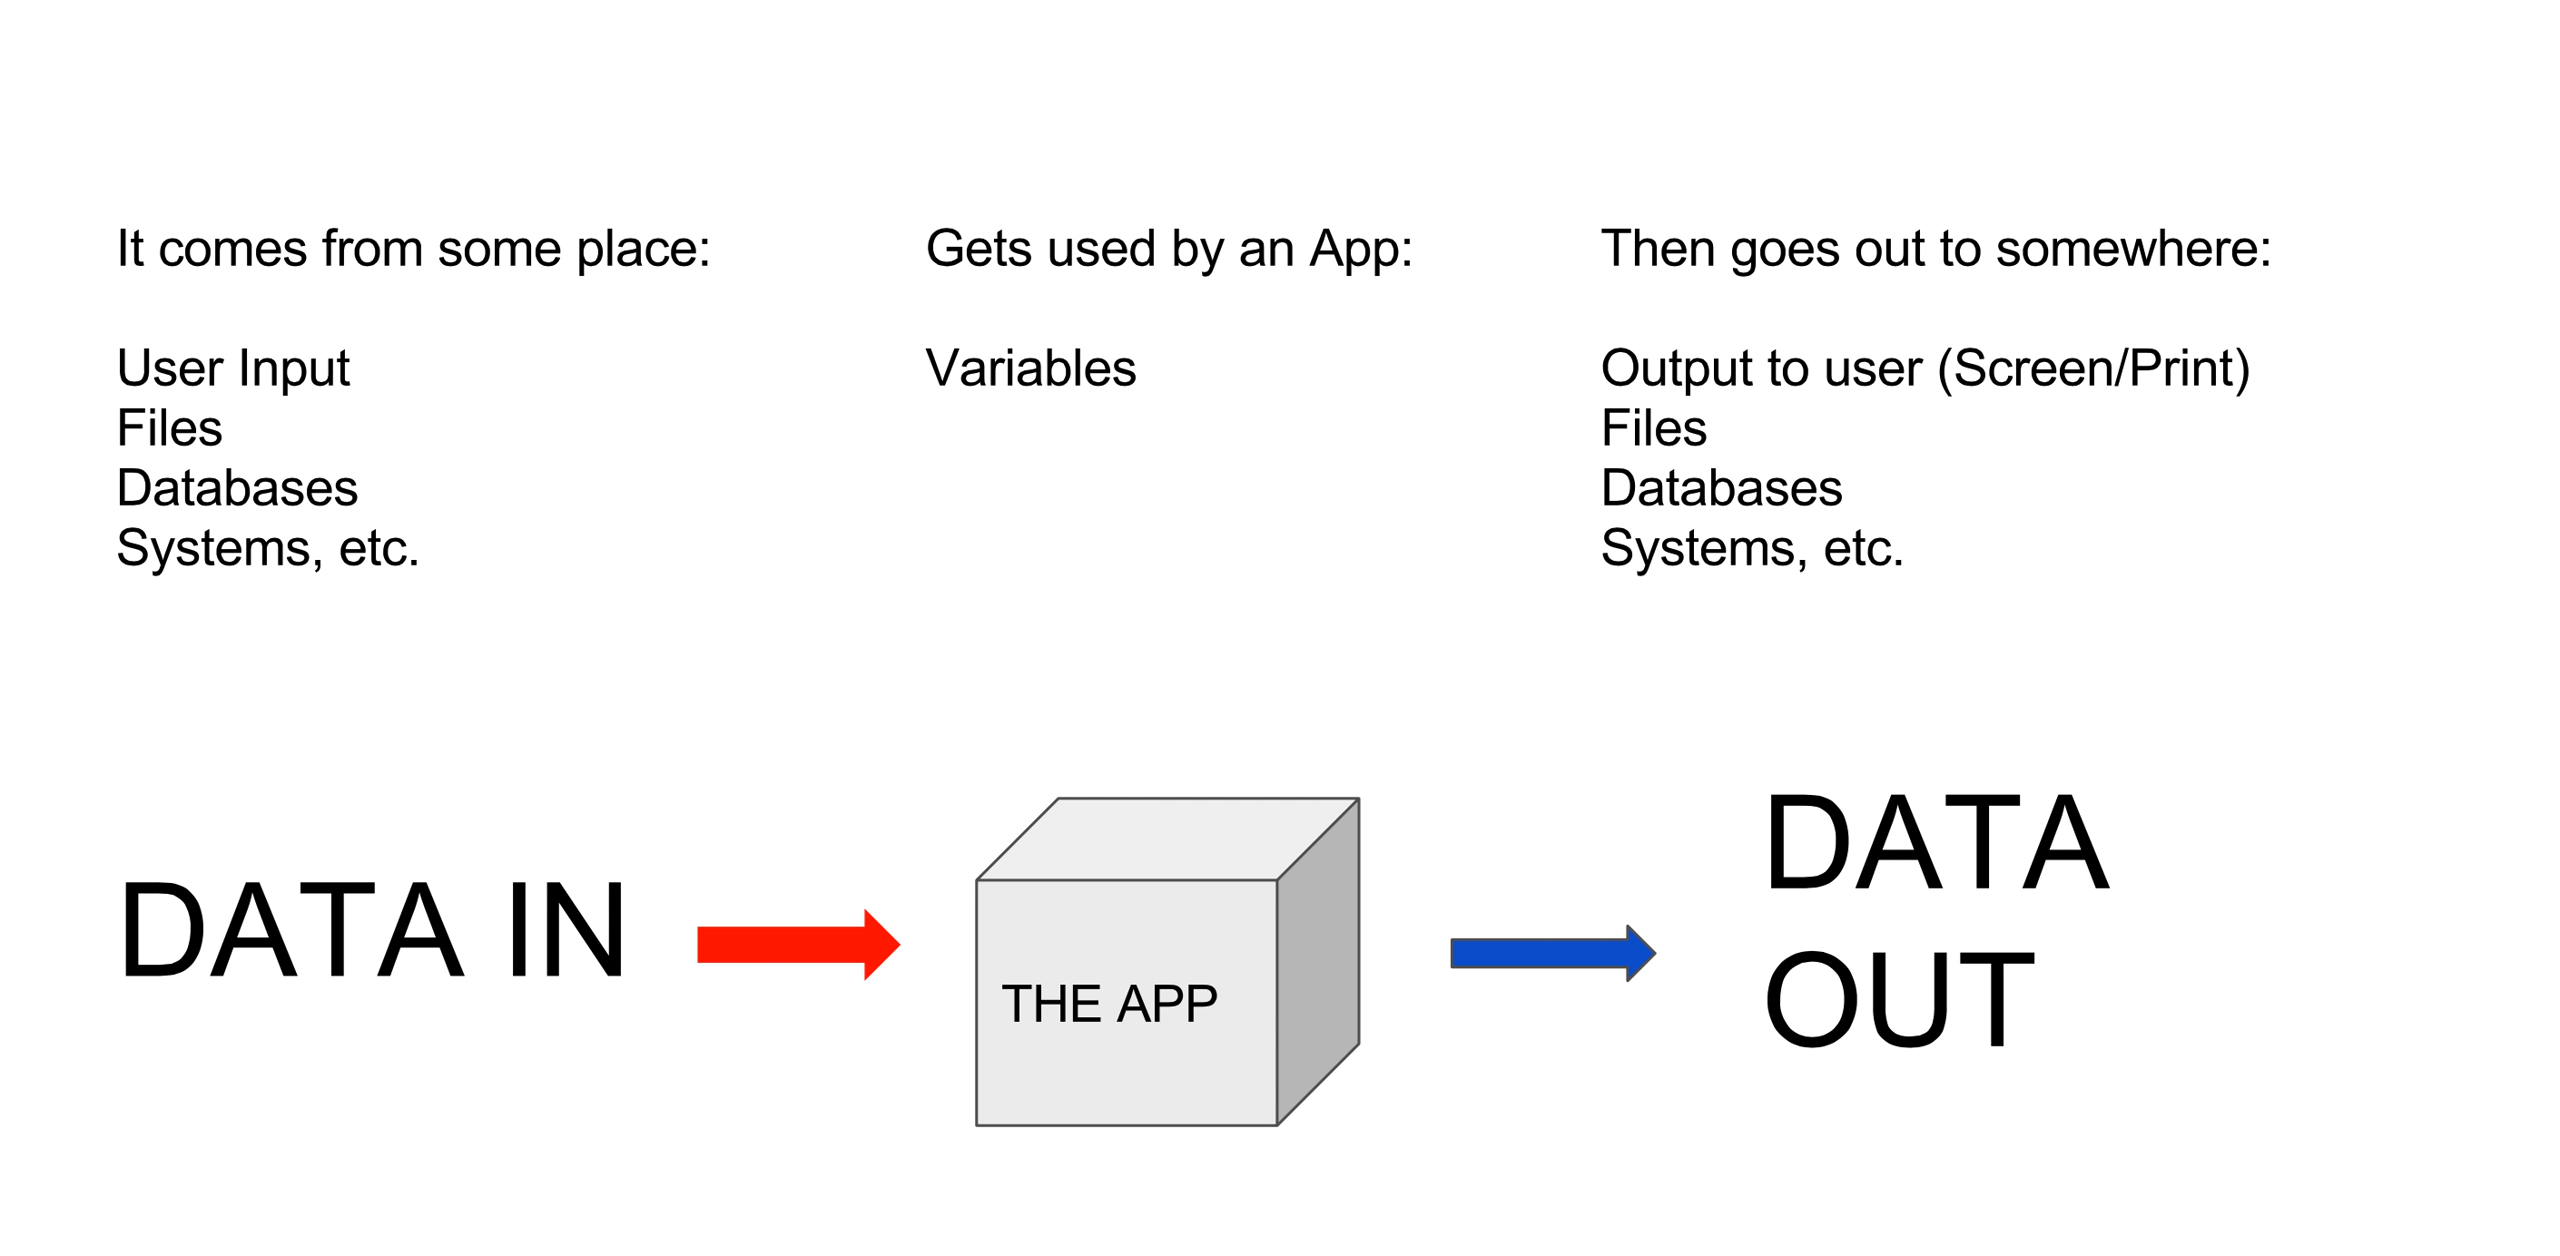 It comes from some place:
User Input
Files
Databases
Systems, etc.
Gets used by an App:
Variables
Then goes out to somewhere:
Output to user (Screen/Print)
Files
Databases
Systems, etc.
DATA IN
THE APP
DATA
OUT